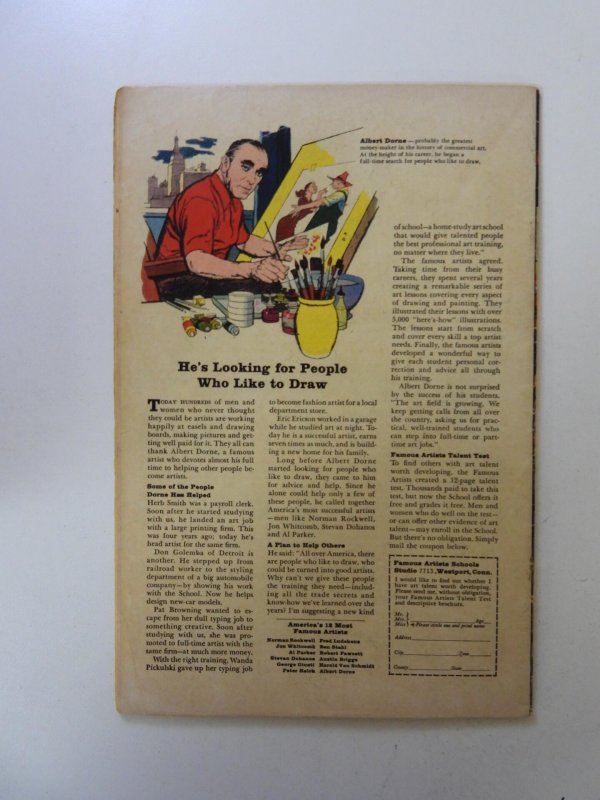 Albert Dorne — probably the greatest
money-maker in the history of commercial art.
At the height of his career, he began a
full-time search for people who like to draw.
He's Looking for People
Who Like to Draw
TODAY HUNDREDS of men and
women who never thought
they could be artists are working
happily at easels and drawing
boards, making pictures and get-
ting well paid for it. They all can
thank Albert Dorne, a famous
artist who devotes almost his full
time to helping other people be-
come artists.
Some of the People
Dorne Has Helped
Herb Smith was a payroll clerk.
Soon after he started studying
with us, he landed an art job
with a large printing firm. This
was four years ago; today he's
head artist for the same firm.
Don Golemba of Detroit is
another. He stepped up from
railroad worker to the styling
department of a big automobile
company—by showing his work
with the School. Now he helps
design new-car models.
Pat Browning wanted to es-
cape from her dull typing job to
something creative. Soon after
studying with us, she was pro-
moted to full-time artist with the
same firm—at much more money.
With the right training, Wanda
Pickulski gave up her typing job
to become fashion artist for a local
department store.
Eric Ericson worked in a garage
while he studied art at night. To-
day he is a successful artist, earns
seven times as much, and is build-
ing a new home for his family.
Long before Albert Dorne
started looking for people who
like to draw, they came to him
for advice and help. Since he
alone could help only a few of
these people, he called together
America's most successful artists
—men like Norman Rockwell,
Jon Whitcomb, Stevan Dohanos
and Al Parker.
A Plan to Help Others
He said: "All over America, there
are people who like to draw, who
could be turned into good artists.
Why can't we give these people
the training they need—includ-
ing all the trade secrets and
know-how we've learned over the
years? I'm suggesting a new kind
America's 12 Most
Famous Artists
Norman Rockwell Fred Ludekens
Jon Whitcomb Ben Stahl
Al Parker Robert Fawcett
Stevan Dohanos Austin Briggs
George Giusti Harold Von Schmidt
Peter Helck Albert Dorne
of school—a home-study art school
that would give talented people
the best professional art training,
no matter where they live."
The famous artists agreed.
Taking time from their busy
careers, they spent several years
creating a remarkable series of
art lessons covering every aspect
of drawing and painting. They
illustrated their lessons with over
5,000 "here's-how" illustrations.
The lessons start from scratch
and cover every skill a top artist
needs. Finally, the famous artists
developed a wonderful way to
give each student personal cor-
rection and advice all through
his training.
Albert Dorne is not surprised
by the success of his students.
"The art field is growing. We
keep getting calls from all over
the country, asking us for prac-
tical, well-trained students who
can step into full-time or part-
time art jobs."
Famous Artists Talent Test
To find others with art talent
worth developing, the Famous
Artists created a 12-page talent
test. Thousands paid to take this
test, but now the School offers it
free and grades it free. Men and
women who do well on the test—
or can offer other evidence of art
talent—may enroll in the School.
But there's no obligation. Simply
mail the coupon below.
Famous Artists Schools
Studio 7713, Westport, Conn.
I would like to find out whether I
have art talent worth developing.
Please send me, without obligation,
your Famous Artists Talent Test
and descriptive brochure.
Mr.
Mrs. Age
Miss Please circle one and print name
Address
City Zone
County State